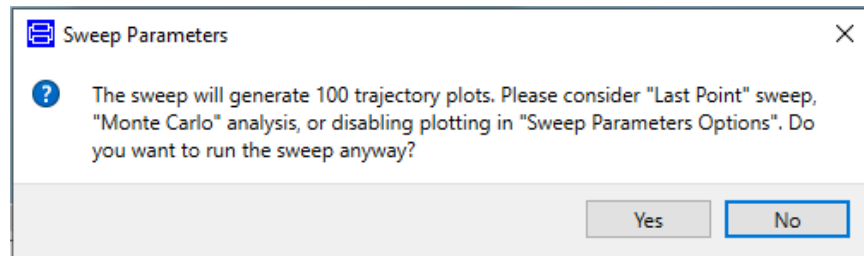 Sweep Parameters
The sweep will generate 100 trajectory plots. Please consider "Last Point" sweep,
"Monte Carlo" analysis, or disabling plotting in "Sweep Parameters Options". Do
you want to run the sweep anyway?
Yes
No